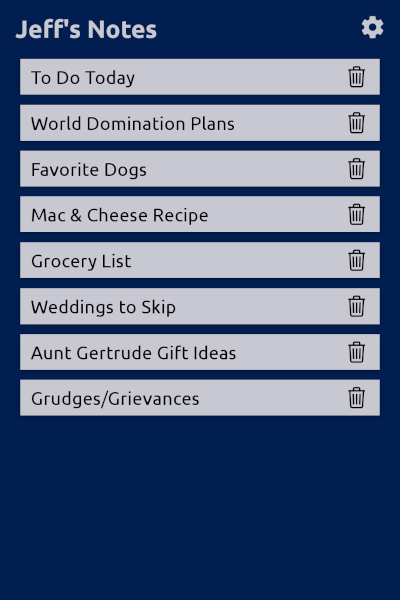 Jeff's Notes
To Do Today
World Domination Plans
Favorite Dogs
Mac & Cheese Recipe
Grocery List
Weddings to Skip
Aunt Gertrude Gift Ideas
Grudges/Grievances